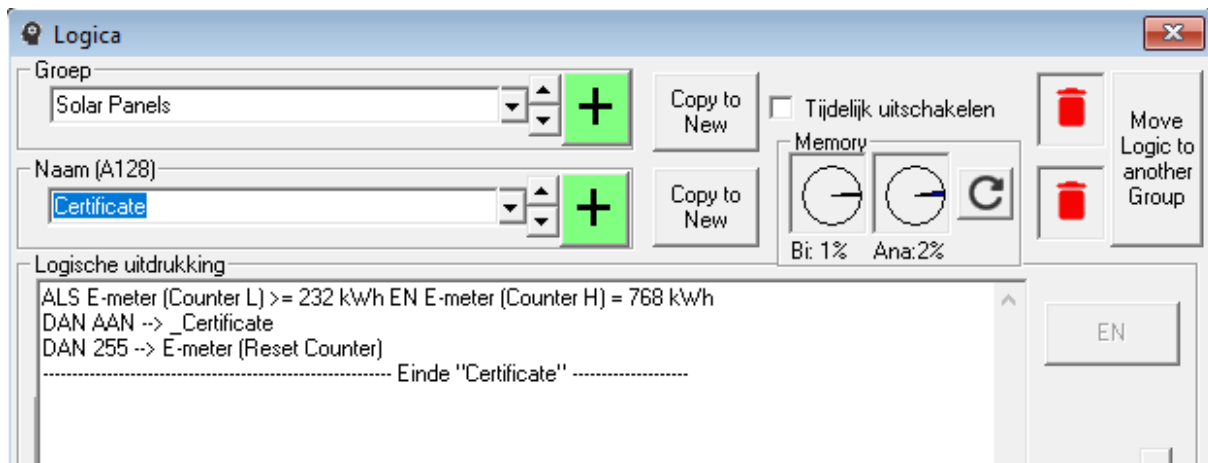 Logica
Groep
Solar Panels
Copy to
New
Tijdelijk uitschakelen
Move
Logic to
another
Group
Naam (A128)
Certificate
Copy to
New
Memory
Bi: 1% Ana:2%
Logische uitdrukking
ALS E-meter (Counter L) >= 232 kWh EN E-meter (Counter H) = 768 kWh
DAN AAN --> _Certificate
DAN 255 --> E-meter (Reset Counter)
---------------------------------------------------------- Einde "Certificate" --------------------
EN